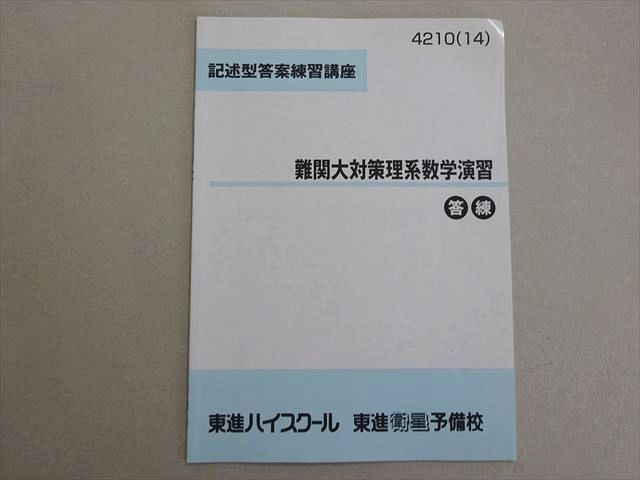 4210(14)
記述型答案練習講座
難関大対策理系数学演習
答練
東進ハイスクール 東進衛星予備校